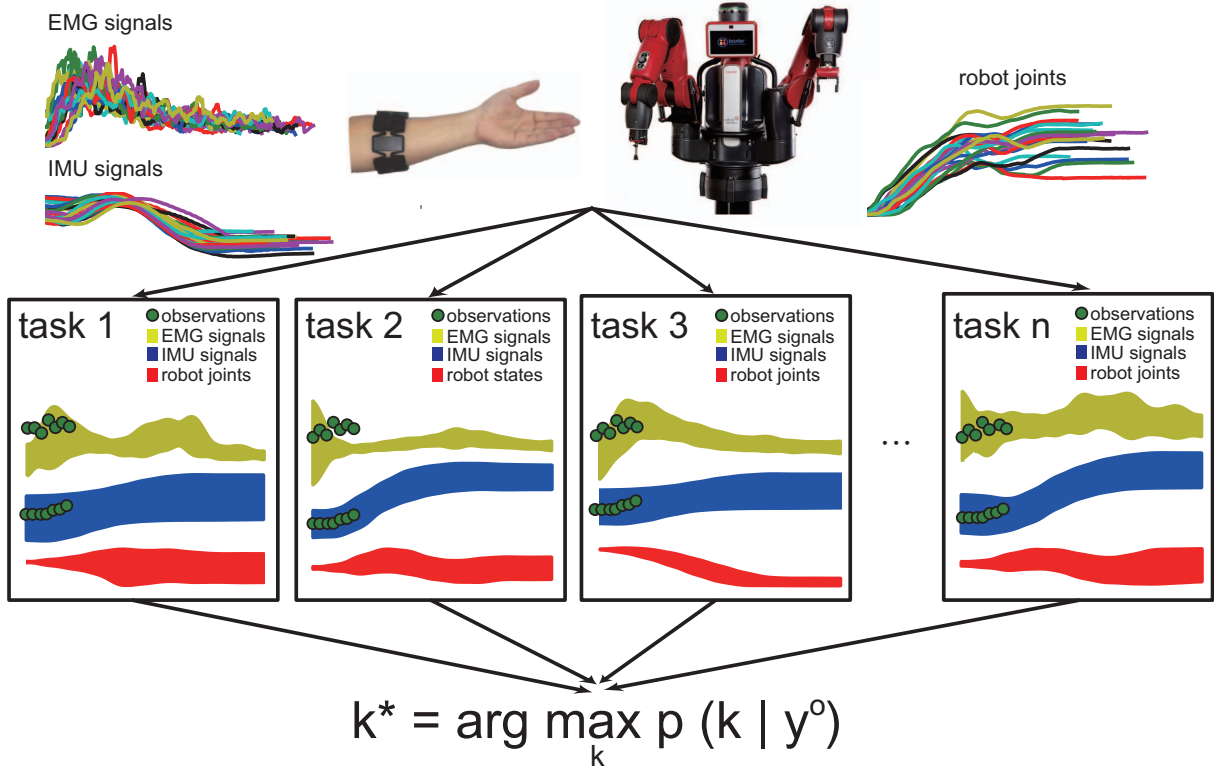 EMG signals
IMU signals
baxter
robot joints
task 1
observations
EMG signals
IMU signals
robot joints
task 2
observations
EMG signals
IMU signals
robot states
task 3
observations
EMG signals
IMU signals
robot joints
...
task n
observations
EMG signals
IMU signals
robot joints
k* = arg max p (k | yº)
k